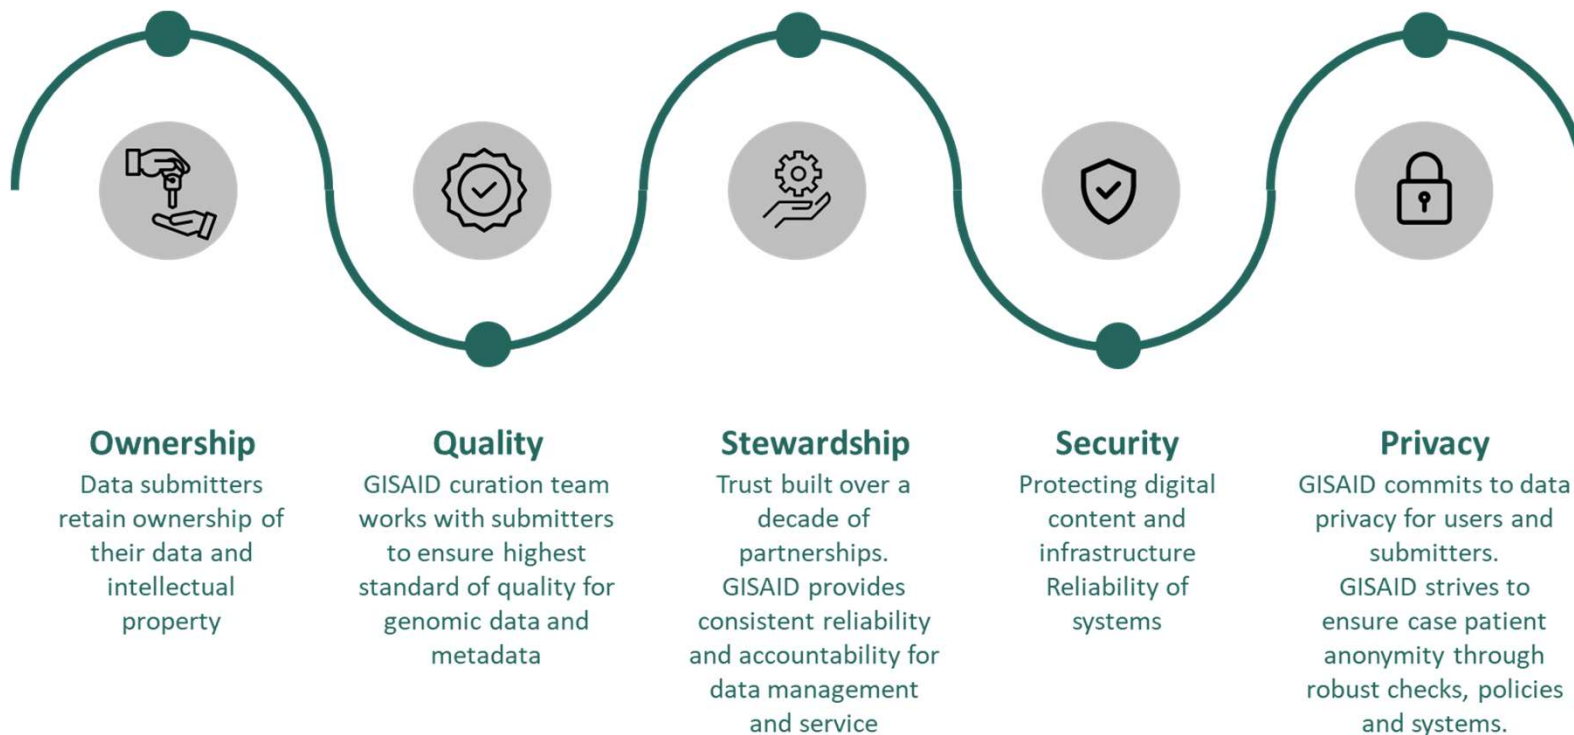 Ownership
Data submitters
retain ownership of
their data and
intellectual
property
Quality
GISAID curation team
works with submitters
to ensure highest
standard of quality for
genomic data and
metadata
Stewardship
Trust built over a
decade of
partnerships.
GISAID provides
consistent reliability
and accountability for
data management
and service
Security
Protecting digital
content and
infrastructure
Reliability of
systems
Privacy
GISAID commits to data
privacy for users and
submitters.
GISAID strives to
ensure case patient
anonymity through
robust checks, policies
and systems.